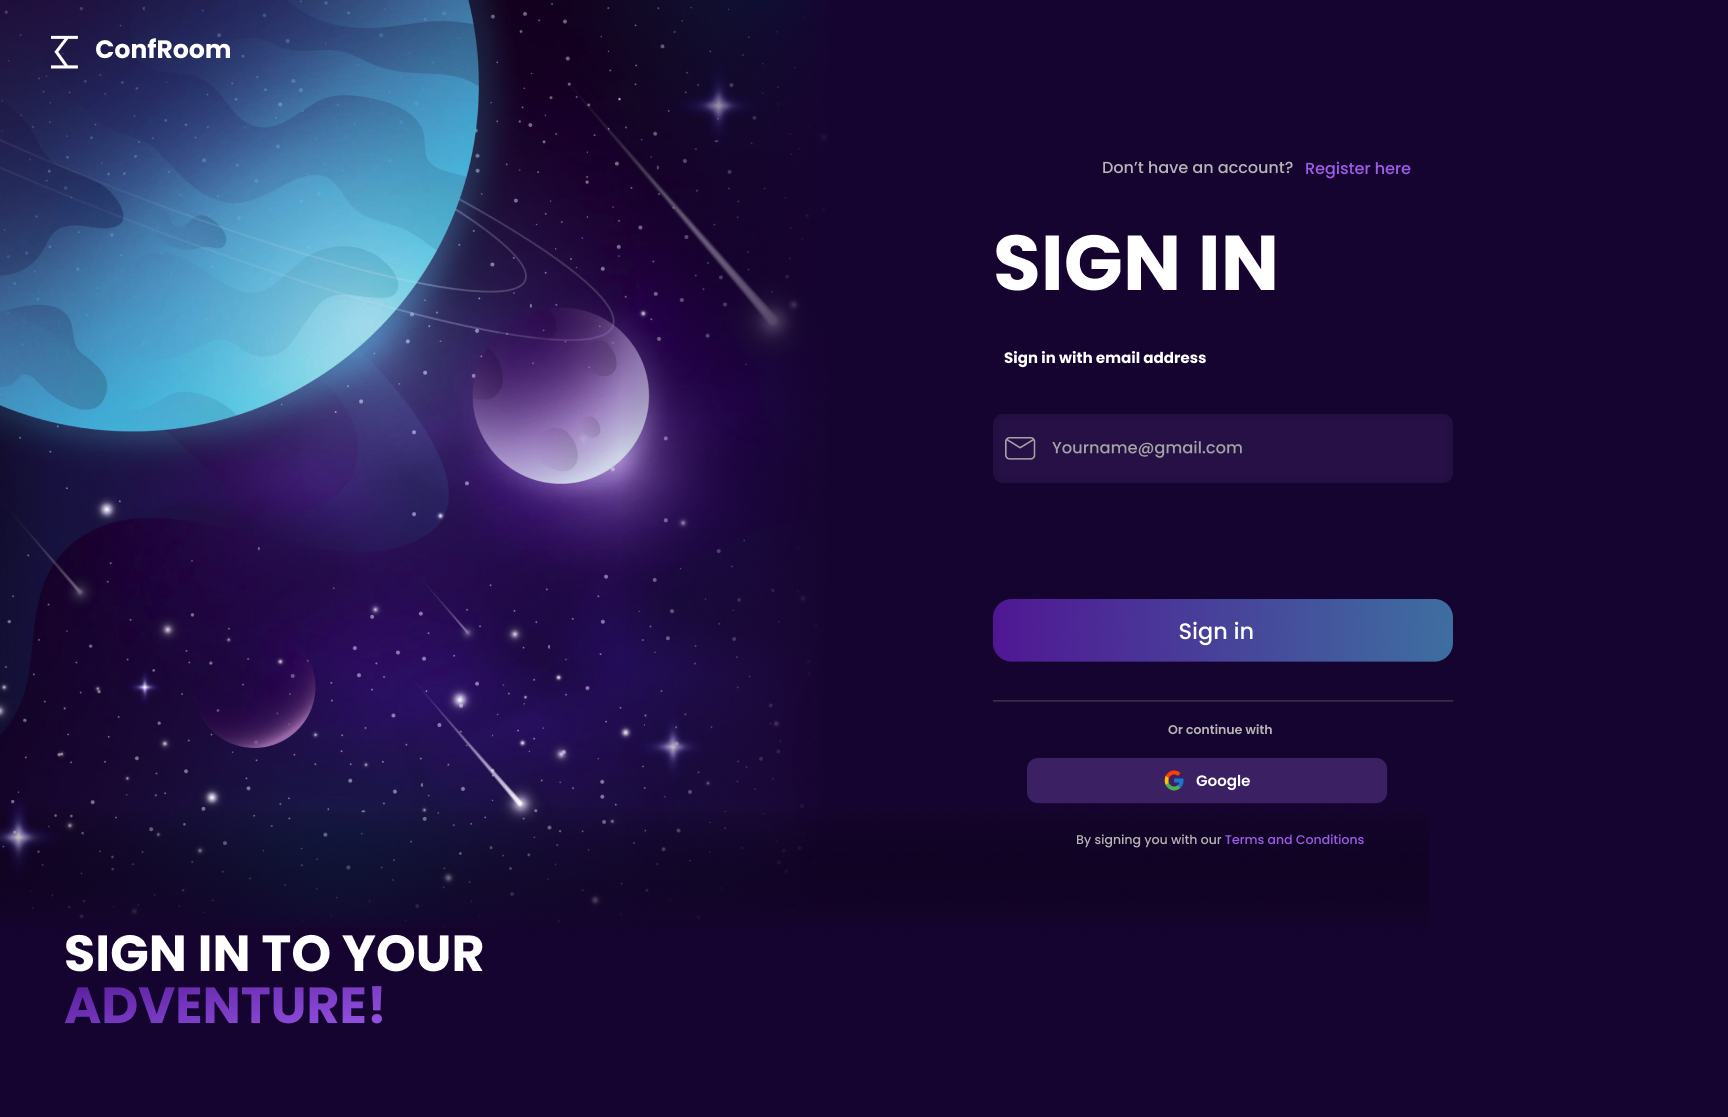 ConfRoom
Don’t have an account? Register here
SIGN IN
Sign in with email address
Yourname@gmail.com
Sign in
Or continue with
Google
By signing you with our Terms and Conditions
SIGN IN TO YOUR
ADVENTURE!